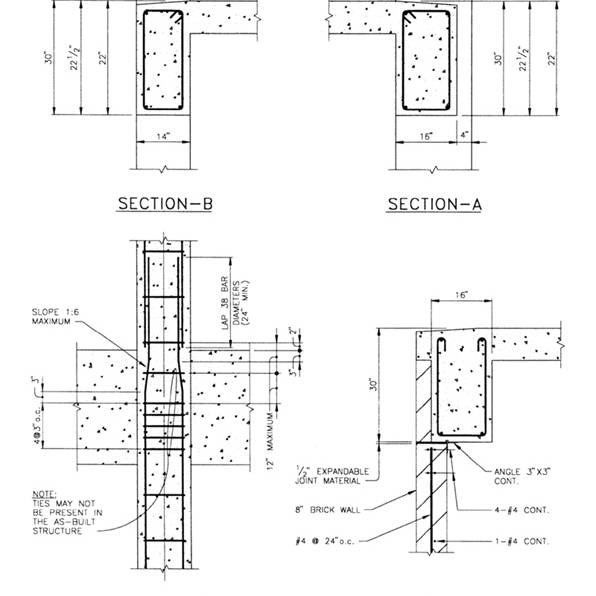 30"
22 1/2"
22"
14"
30"
22 1/2"
22"
16"
4"
SECTION-B
SECTION-A
SLOPE 1:6
MAXIMUM
LAP 38 BAR
DIAMETERS
(24" MIN.)
2"
3"
3"
4@3"o.c.
12" MAXIMUM
NOTE:
TIES MAY NOT
BE PRESENT IN
THE AS-BUILT
STRUCTURE
16"
30"
1/2" EXPANDABLE
JOINT MATERIAL
8" BRICK WALL
#4 @ 24"o.c.
ANGLE 3"X3"
CONT.
4-#4 CONT.
1-#4 CONT.